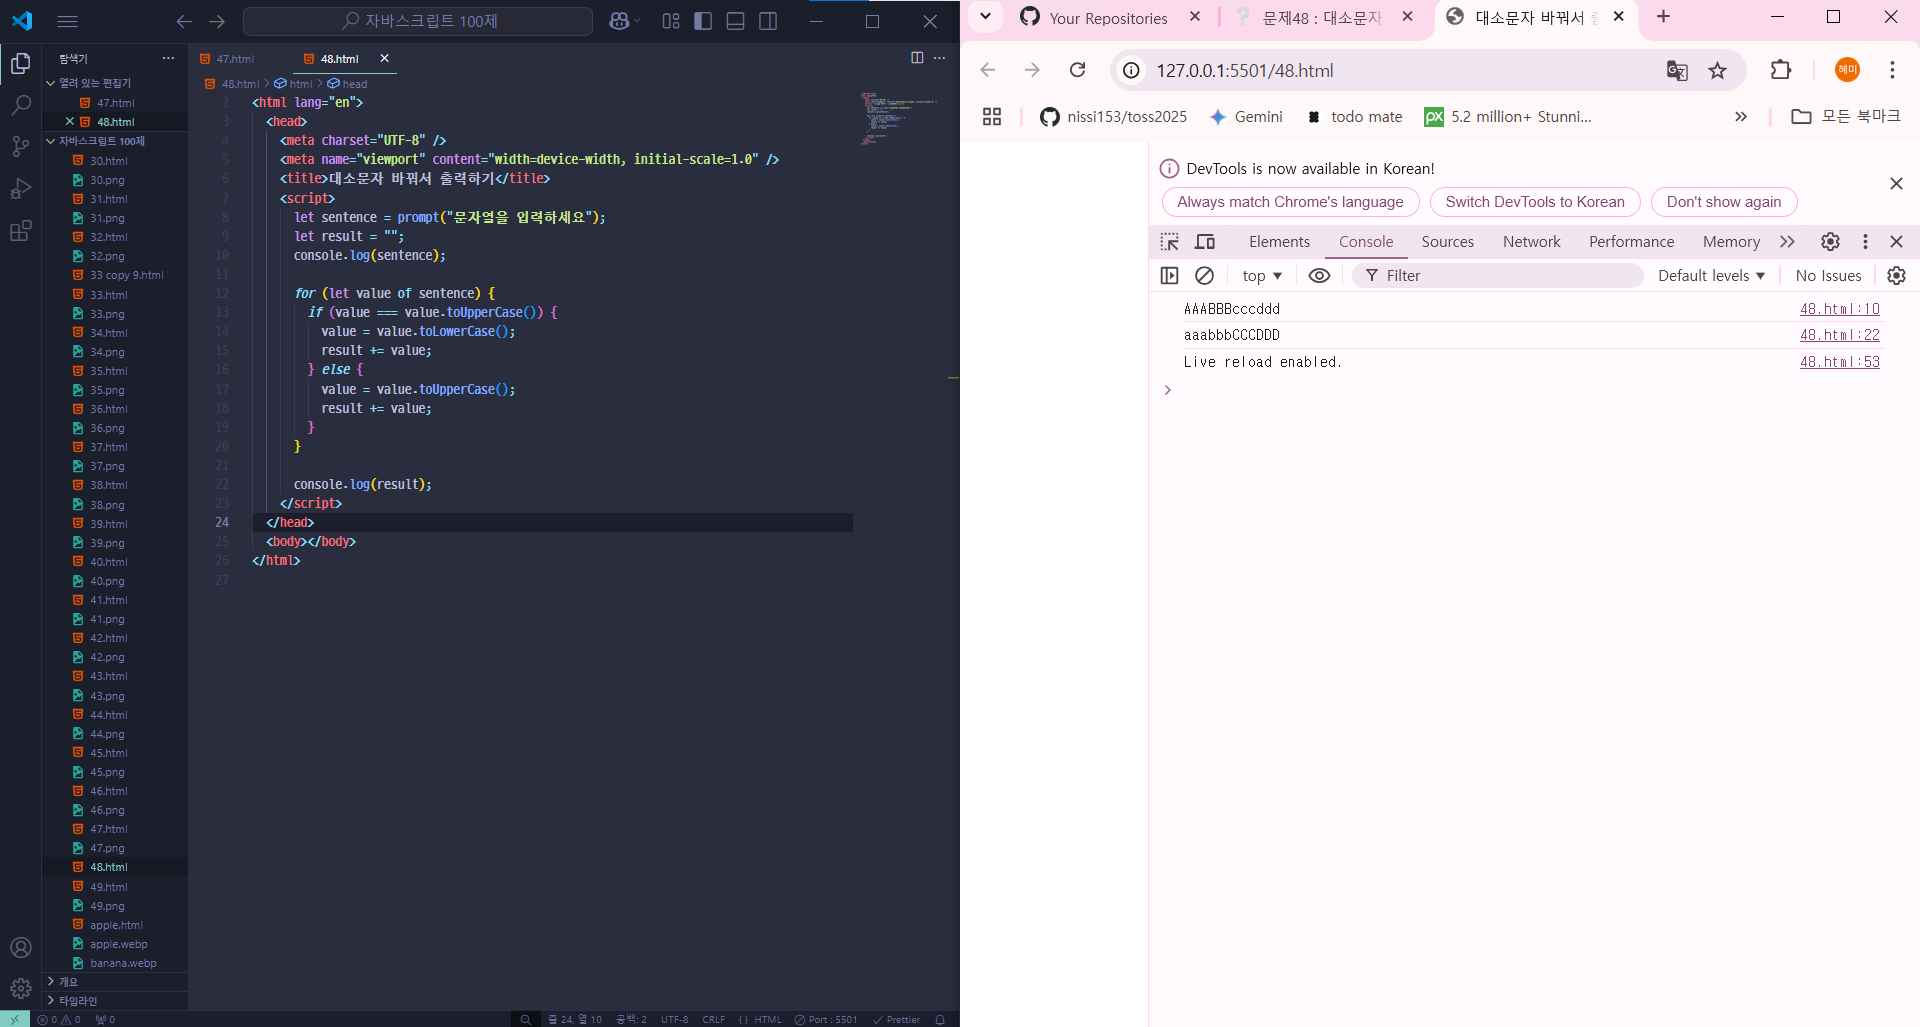 자바스크립트 100제
탐색기
47.html
48.html
열려 있는 편집기
47.html
48.html
자바스크립트 100제
30.html
30.png
31.html
31.png
32.html
32.png
33 copy 9.html
33.html
33.png
34.html
34.png
35.html
35.png
36.html
36.png
37.html
37.png
38.html
38.png
39.html
39.png
40.html
40.png
41.html
41.png
42.html
42.png
43.html
43.png
44.html
44.png
45.html
45.png
46.html
46.png
47.html
47.png
48.html
49.html
49.png
apple.html
apple.webp
banana.webp
개요
타임라인
48.html > html > head
2 <html lang="en">
3 <head>
4 <meta charset="UTF-8" />
5 <meta name="viewport" content="width=device-width, initial-scale=1.0" />
6 <title>대소문자 바꿔서 출력하기</title>
7 <script>
8 let sentence = prompt("문자열을 입력하세요");
9 let result = "";
10 console.log(sentence);
11
12 for (let value of sentence) {
13 if (value === value.toUpperCase()) {
14 value = value.toLowerCase();
15 result += value;
16 } else {
17 value = value.toUpperCase();
18 result += value;
19 }
20 }
21
22 console.log(result);
23 </script>
24 </head>
25 <body></body>
26 </html>
27
0 0 0
줄 24, 열 10 공백: 2 UTF-8 CRLF {} HTML Port : 5501 Prettier
Your Repositories
문제48 : 대소문자
대소문자 바꿔서 출
127.0.0.1:5501/48.html
혜미
nissi153/toss2025 Gemini todo mate px 5.2 million+ Stunni... » 모든 북마크
DevTools is now available in Korean!
Always match Chrome's language Switch DevTools to Korean Don't show again
Elements Console Sources Network Performance Memory
top Filter Default levels No Issues
AAABBBcccddd 48.html:10
aaabbbCCCDDD 48.html:22
Live reload enabled. 48.html:53